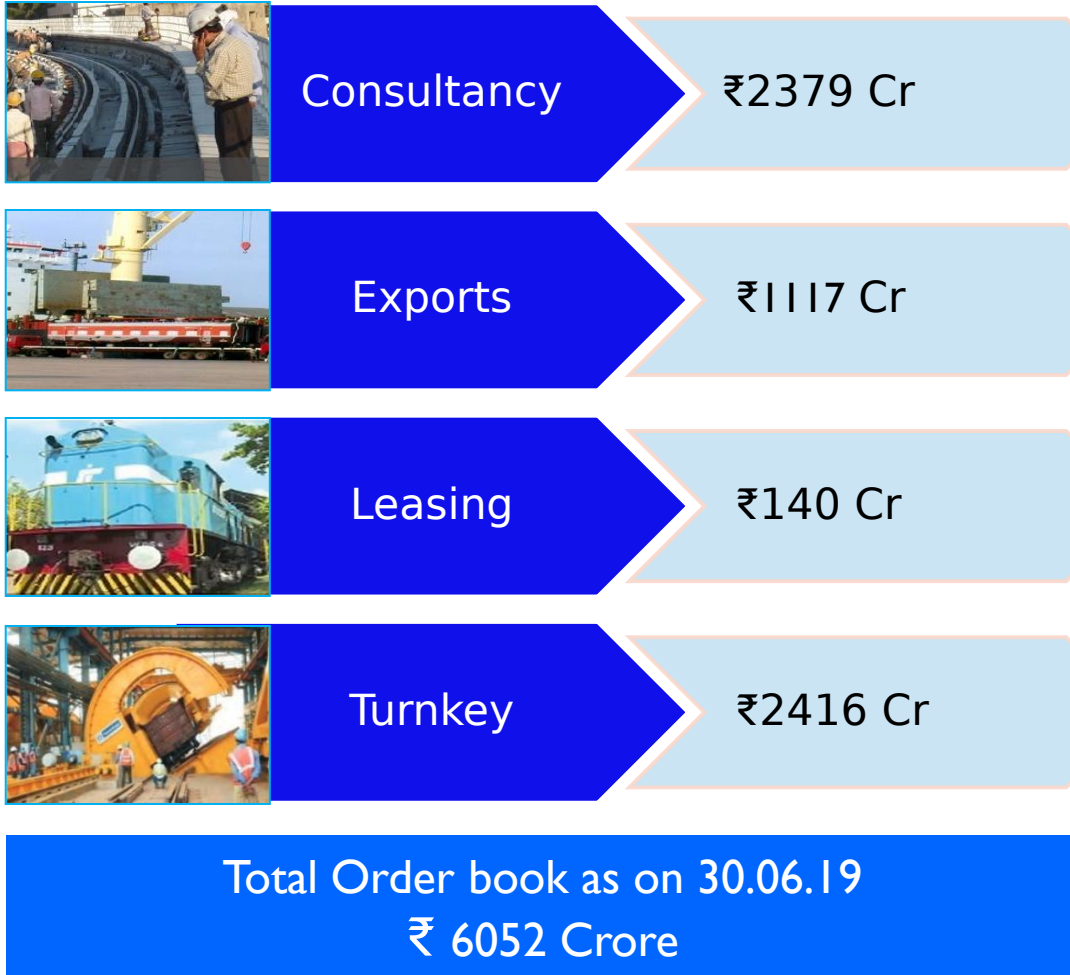 Consultancy
₹2379 Cr
Exports
₹1117 Cr
Leasing
₹140 Cr
Turnkey
₹2416 Cr
Total Order book as on 30.06.19
₹ 6052 Crore